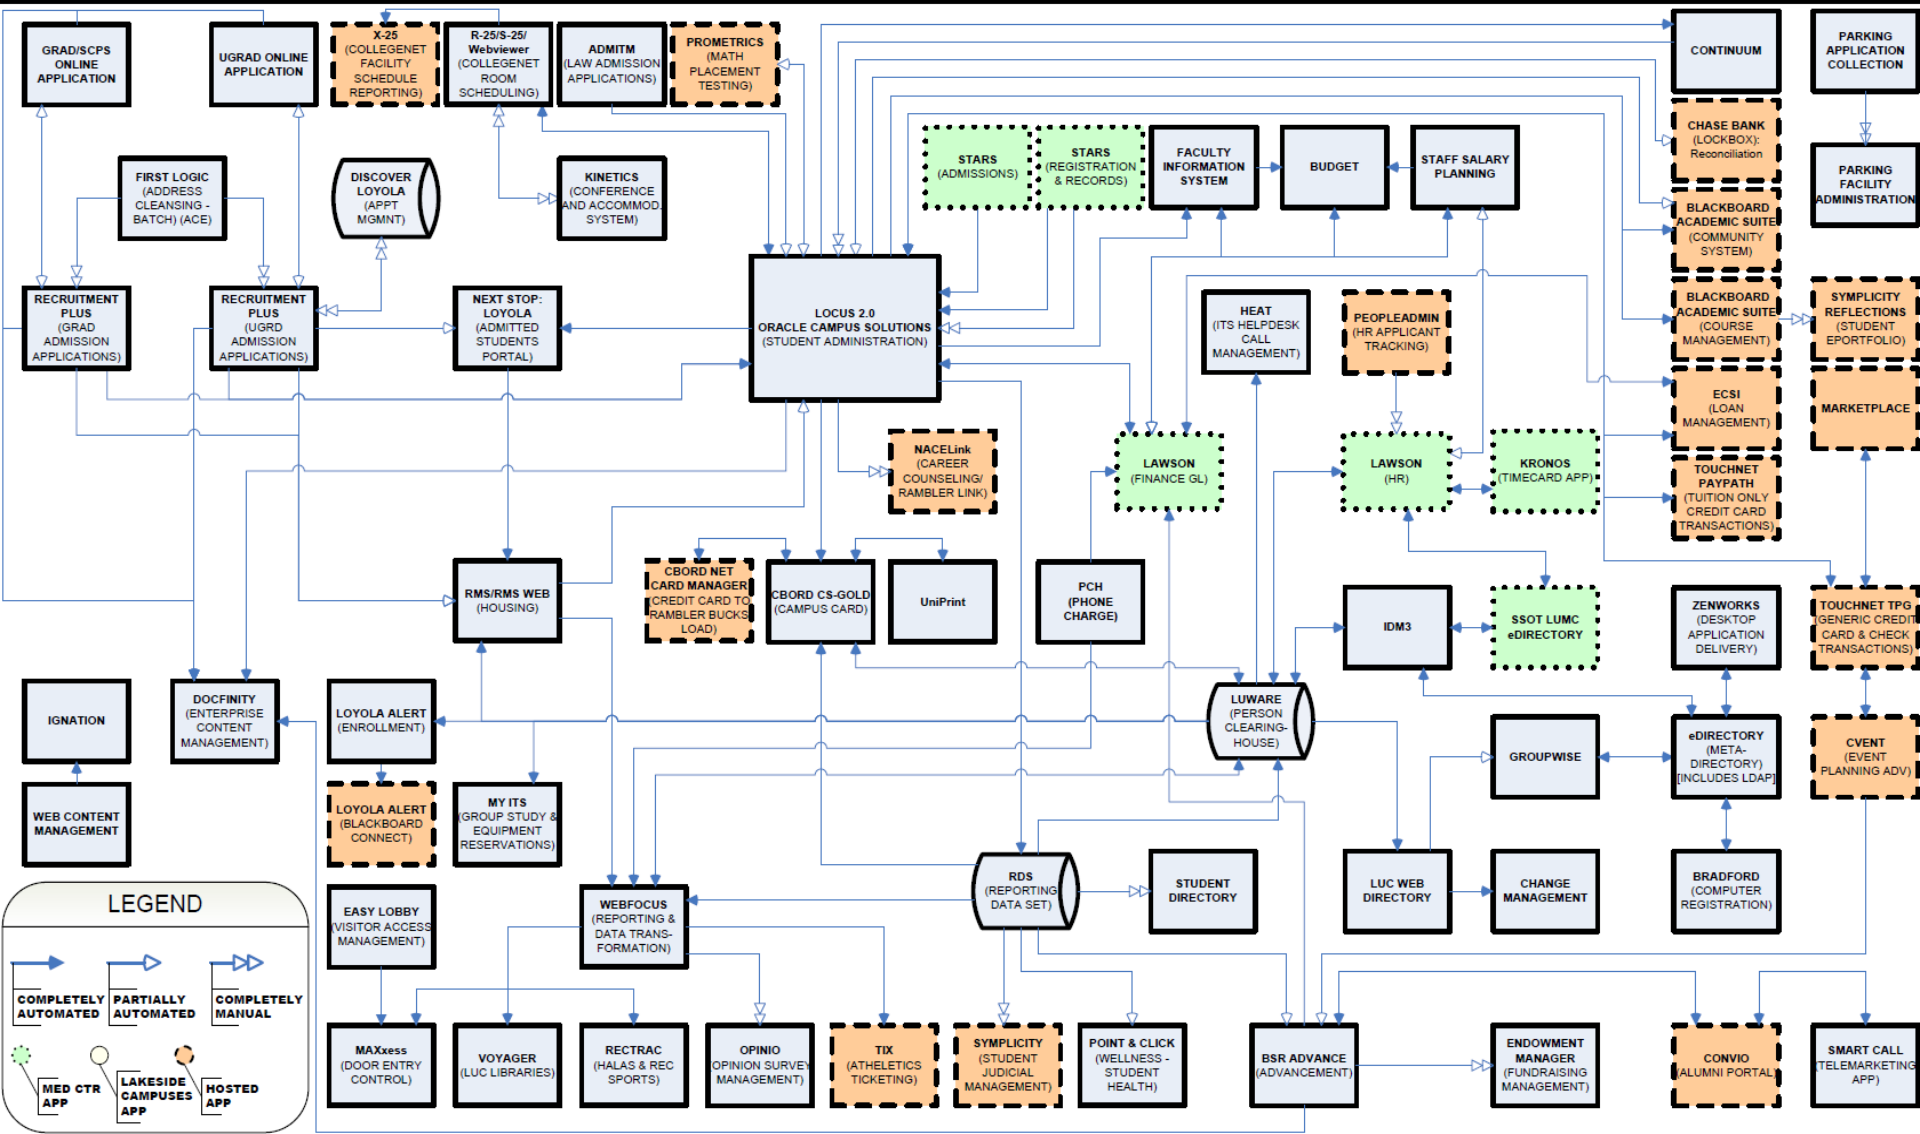 GRAD/SCPS
ONLINE
APPLICATION
UGRAD ONLINE
APPLICATION
X-25
(COLLEGENET
FACILITY
SCHEDULE
REPORTING)
R-25/S-25/
Webviewer
(COLLEGENET
ROOM
SCHEDULING)
ADMITM
(LAW ADMISSION
APPLICATIONS)
PROMETRICS
(MATH
PLACEMENT
TESTING)
CONTINUUM
PARKING
APPLICATION
COLLECTION
CHASE BANK
(LOCKBOX):
Reconciliation
FIRST LOGIC
(ADDRESS
CLEANSING -
BATCH) (ACE)
DISCOVER
LOYOLA
(APPT
MGMNT)
KINETICS
(CONFERENCE
AND ACCOMMOD.
SYSTEM)
STARS
(ADMISSIONS)
STARS
(REGISTRATION
& RECORDS)
FACULTY
INFORMATION
SYSTEM
BUDGET
STAFF SALARY
PLANNING
PARKING
FACILITY
ADMINISTRATION
BLACKBOARD
ACADEMIC SUITE
(COMMUNITY
SYSTEM)
RECRUITMENT
PLUS
(GRAD
ADMISSION
APPLICATIONS)
RECRUITMENT
PLUS
(UGRD
ADMISSION
APPLICATIONS)
NEXT STOP:
LOYOLA
(ADMITTED
STUDENTS
PORTAL)
LOCUS 2.0
ORACLE CAMPUS SOLUTIONS
(STUDENT ADMINISTRATION)
HEAT
(ITS HELPDESK
CALL
MANAGEMENT)
PEOPLEADMIN
(HR APPLICANT
TRACKING)
BLACKBOARD
ACADEMIC SUITE
(COURSE
MANAGEMENT)
SYMPLICITY
REFLECTIONS
(STUDENT
EPORTFOLIO)
ECSI
(LOAN
MANAGEMENT)
MARKETPLACE
NACELink
(CAREER
COUNSELING/
RAMBLER LINK)
LAWSON
(FINANCE GL)
LAWSON
(HR)
KRONOS
(TIMECARD APP)
TOUCHNET
PAYPATH
(TUITION ONLY
CREDIT CARD
TRANSACTIONS)
RMS/RMS WEB
(HOUSING)
CBORD NET
CARD MANAGER
(CREDIT CARD TO
RAMBLER BUCKS
LOAD)
CBORD CS-GOLD
(CAMPUS CARD)
UniPrint
PCH
(PHONE
CHARGE)
IDM3
SSOT LUMC
eDIRECTORY
ZENWORKS
(DESKTOP
APPLICATION
DELIVERY)
TOUCHNET TPG
(GENERIC CREDIT
CARD & CHECK
TRANSACTIONS)
IGNATION
DOCFINITY
(ENTERPRISE
CONTENT
MANAGEMENT)
LOYOLA ALERT
(ENROLLMENT)
LUWARE
(PERSON
CLEARING-
HOUSE)
GROUPWISE
eDIRECTORY
(META-
DIRECTORY)
[INCLUDES LDAP]
CVENT
(EVENT
PLANNING ADV)
WEB CONTENT
MANAGEMENT
LOYOLA ALERT
(BLACKBOARD
CONNECT)
MY ITS
(GROUP STUDY &
EQUIPMENT
RESERVATIONS)
RDS
(REPORTING
DATA SET)
STUDENT
DIRECTORY
LUC WEB
DIRECTORY
CHANGE
MANAGEMENT
BRADFORD
(COMPUTER
REGISTRATION)
EASY LOBBY
(VISITOR ACCESS
MANAGEMENT)
WEBFOCUS
(REPORTING &
DATA TRANS-
FORMATION)
MAXxess
(DOOR ENTRY
CONTROL)
VOYAGER
(LUC LIBRARIES)
RECTRAC
(HALAS & REC
SPORTS)
OPINIO
(OPINION SURVEY
MANAGEMENT)
TIX
(ATHLETICS
TICKETING)
SYMPLICITY
(STUDENT
JUDICIAL
MANAGEMENT)
POINT & CLICK
(WELLNESS -
STUDENT
HEALTH)
BSR ADVANCE
(ADVANCEMENT)
ENDOWMENT
MANAGER
(FUNDRAISING
MANAGEMENT)
CONVIO
(ALUMNI PORTAL)
SMART CALL
(TELEMARKETING
APP)
LEGEND
COMPLETELY
AUTOMATED
PARTIALLY
AUTOMATED
COMPLETELY
MANUAL
MED CTR
APP
LAKESIDE
CAMPUSES
APP
HOSTED
APP